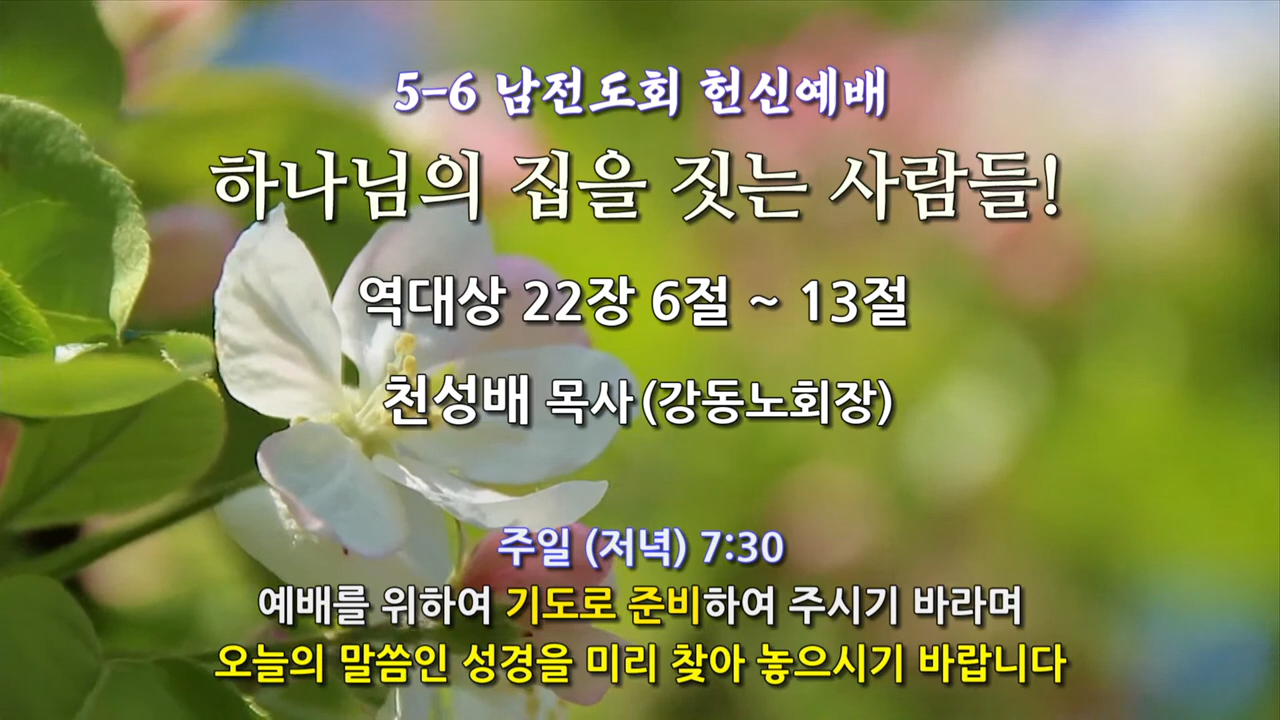 5-6 남전도회 헌신예배
하나님의 집을 짓는 사람들!
역대상 22장 6절 ~ 13절
천성배 목사(강동노회장)
주일 (저녁) 7:30
예배를 위하여 기도로 준비하여 주시기 바라며
오늘의 말씀인 성경을 미리 찾아 놓으시기 바랍니다